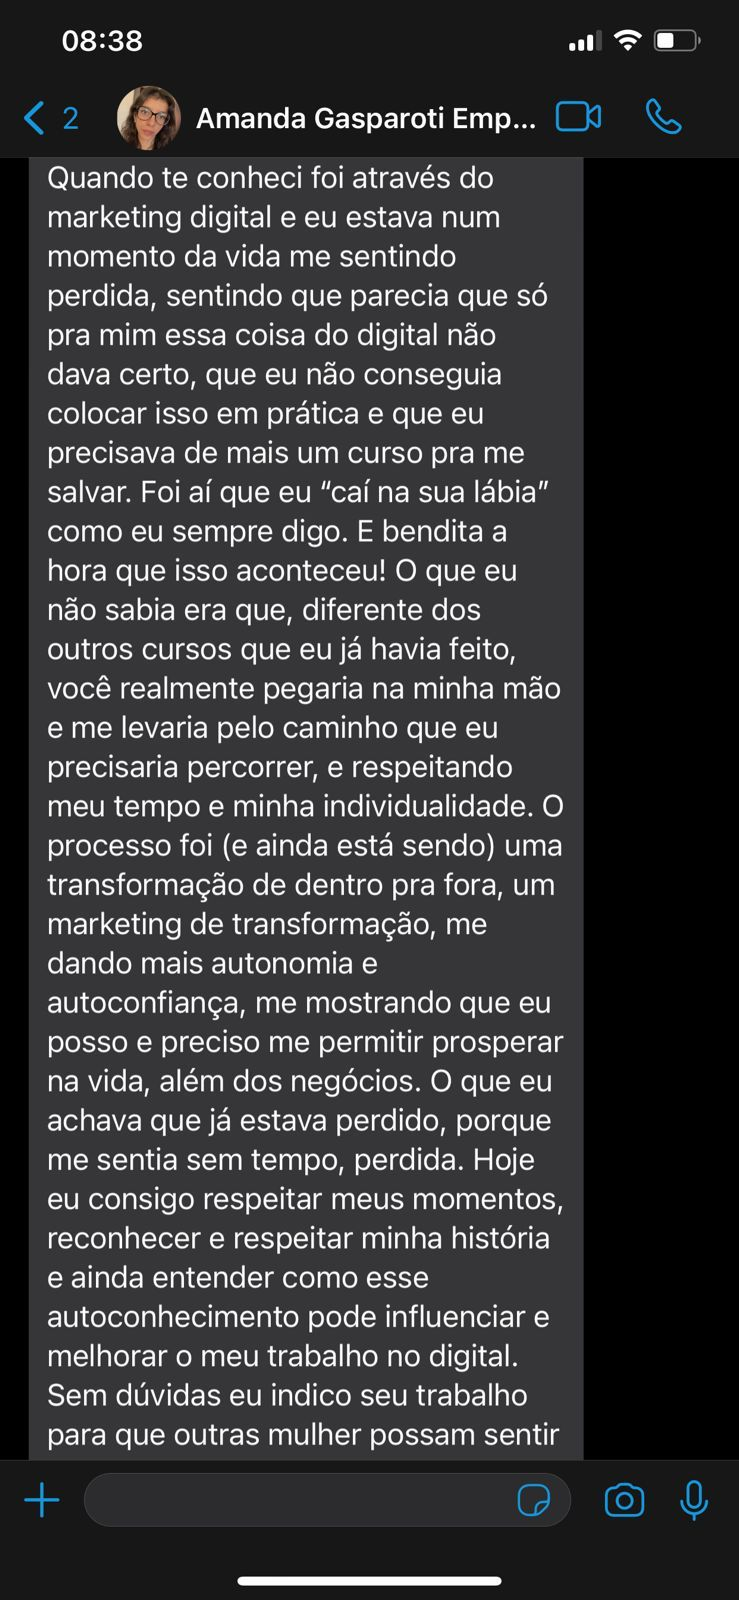 08:38
2
Amanda Gasparoti Emp...
Quando te conheci foi através do
marketing digital e eu estava num
momento da vida me sentindo
perdida, sentindo que parecia que só
pra mim essa coisa do digital não
dava certo, que eu não conseguia
colocar isso em prática e que eu
precisava de mais um curso pra me
salvar. Foi aí que eu “caí na sua lábia”
como eu sempre digo. E bendita a
hora que isso aconteceu! O que eu
não sabia era que, diferente dos
outros cursos que eu já havia feito,
você realmente pegaria na minha mão
e me levaria pelo caminho que eu
precisaria percorrer, e respeitando
meu tempo e minha individualidade. O
processo foi (e ainda está sendo) uma
transformação de dentro pra fora, um
marketing de transformação, me
dando mais autonomia e
autoconfiança, me mostrando que eu
posso e preciso me permitir prosperar
na vida, além dos negócios. O que eu
achava que já estava perdido, porque
me sentia sem tempo, perdida. Hoje
eu consigo respeitar meus momentos,
reconhecer e respeitar minha história
e ainda entender como esse
autoconhecimento pode influenciar e
melhorar o meu trabalho no digital.
Sem dúvidas eu indico seu trabalho
para que outras mulher possam sentir